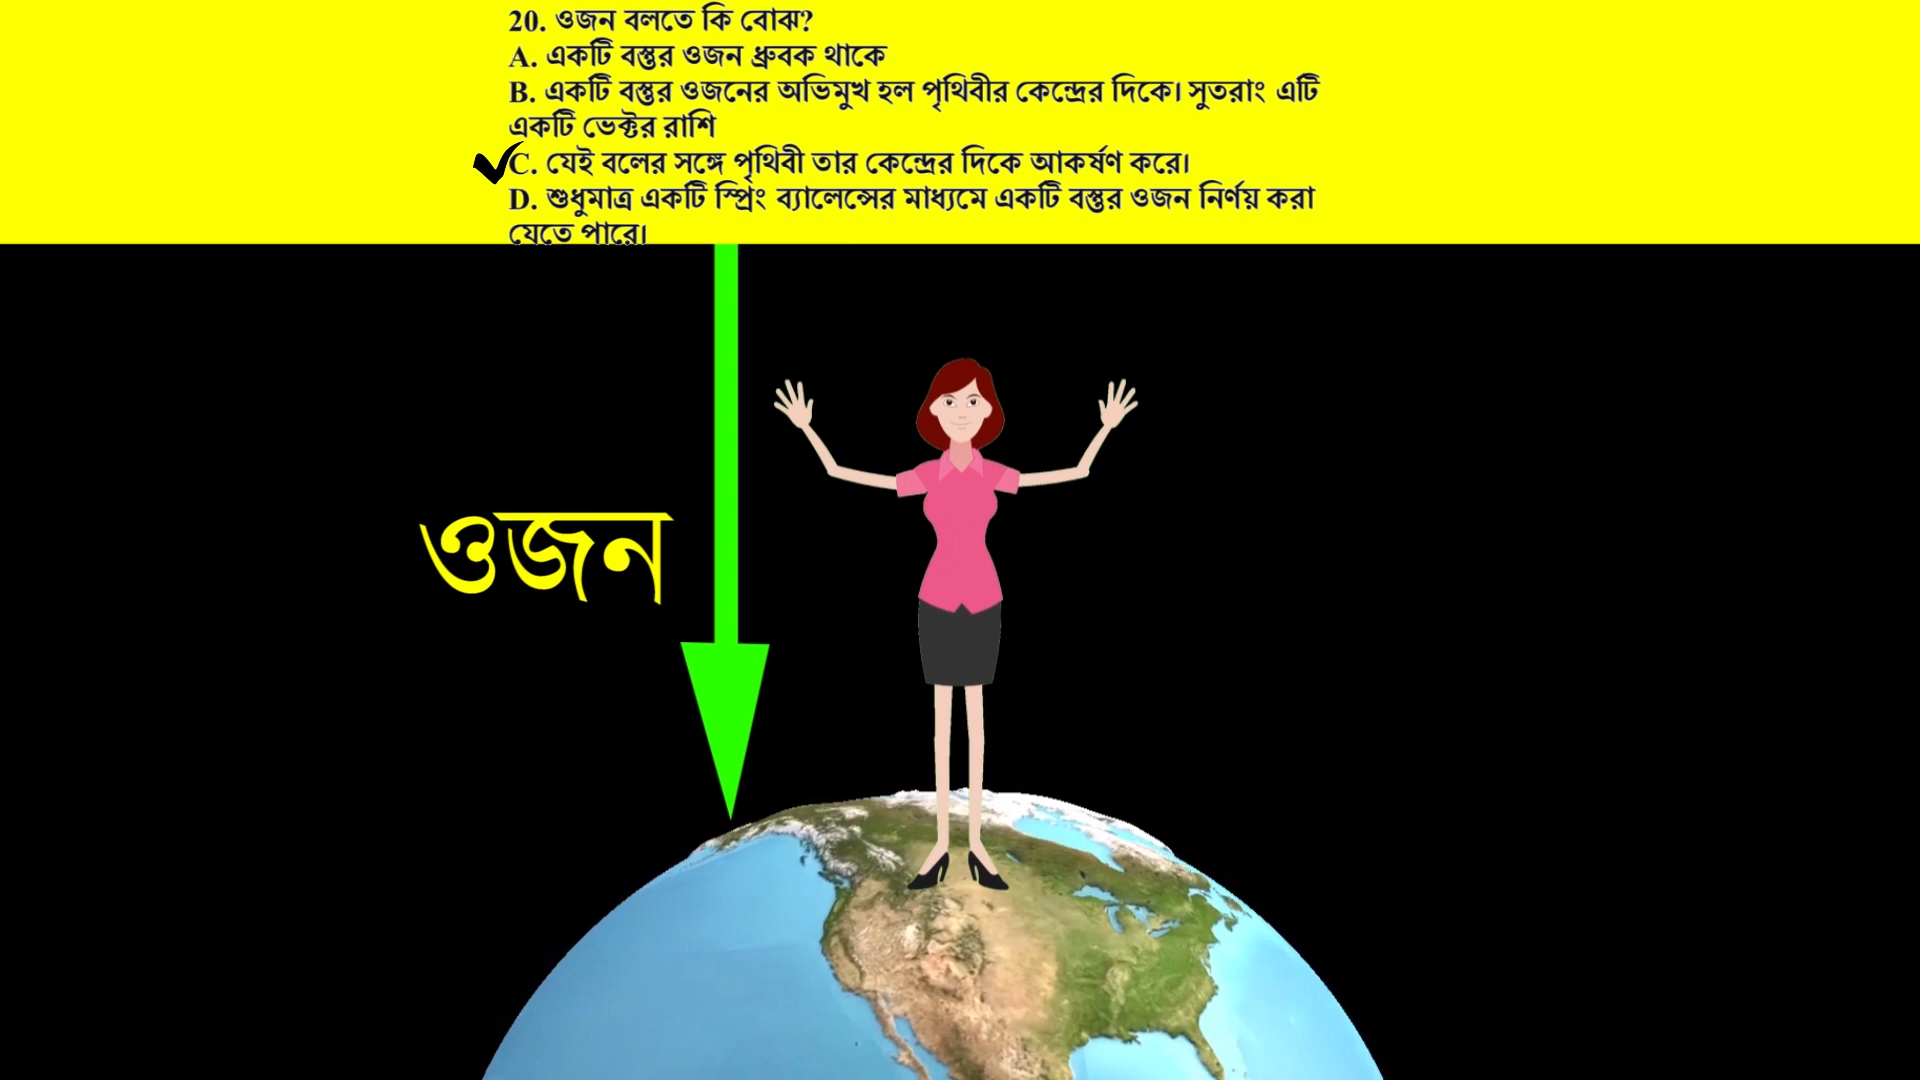 20. ওজন বলতে কি বোঝ?
A. একটি বস্তুর ওজন ধ্রুবক থাকে
B. একটি বস্তুর ওজনের অভিমুখ হল পৃথিবীর কেন্দ্রের দিকে। সুতরাং এটি
একটি ভেক্টর রাশি
C. যেই বলের সঙ্গে পৃথিবী তার কেন্দ্রের দিকে আকর্ষণ করে।
D. শুধুমাত্র একটি স্প্রিং ব্যালেন্সের মাধ্যমে একটি বস্তুর ওজন নির্ণয় করা
যেতে পারে।
ওজন